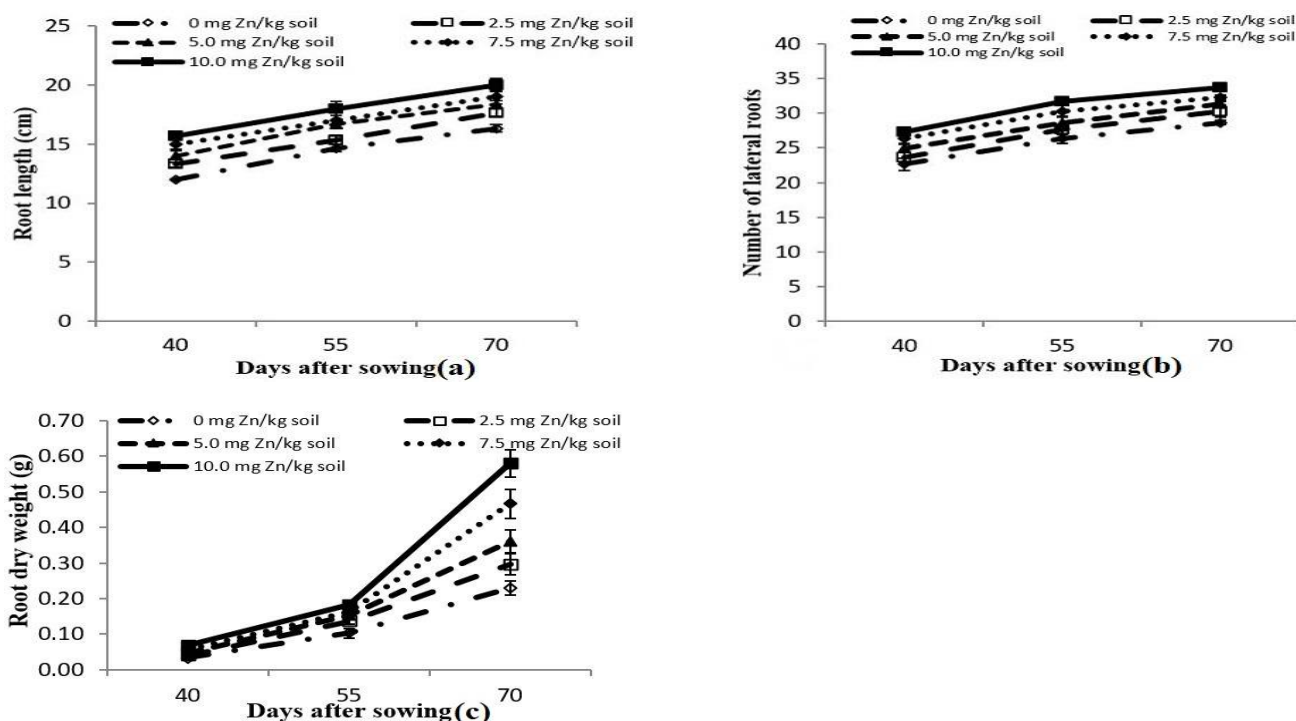 0 mg Zn/kg soil 2.5 mg Zn/kg soil
5.0 mg Zn/kg soil 7.5 mg Zn/kg soil
10.0 mg Zn/kg soil
Root length (cm)
25
20
15
10
5
0
40 55 70
Days after sowing(a)
0 mg Zn/kg soil 2.5 mg Zn/kg soil
5.0 mg Zn/kg soil 7.5 mg Zn/kg soil
10.0 mg Zn/kg soil
Number of lateral roots
40
35
30
25
20
15
10
5
0
40 55 70
Days after sowing(b)
0 mg Zn/kg soil 2.5 mg Zn/kg soil
5.0 mg Zn/kg soil 7.5 mg Zn/kg soil
10.0 mg Zn/kg soil
Root dry weight (g)
0.70
0.60
0.50
0.40
0.30
0.20
0.10
0.00
40 55 70
Days after sowing(c)